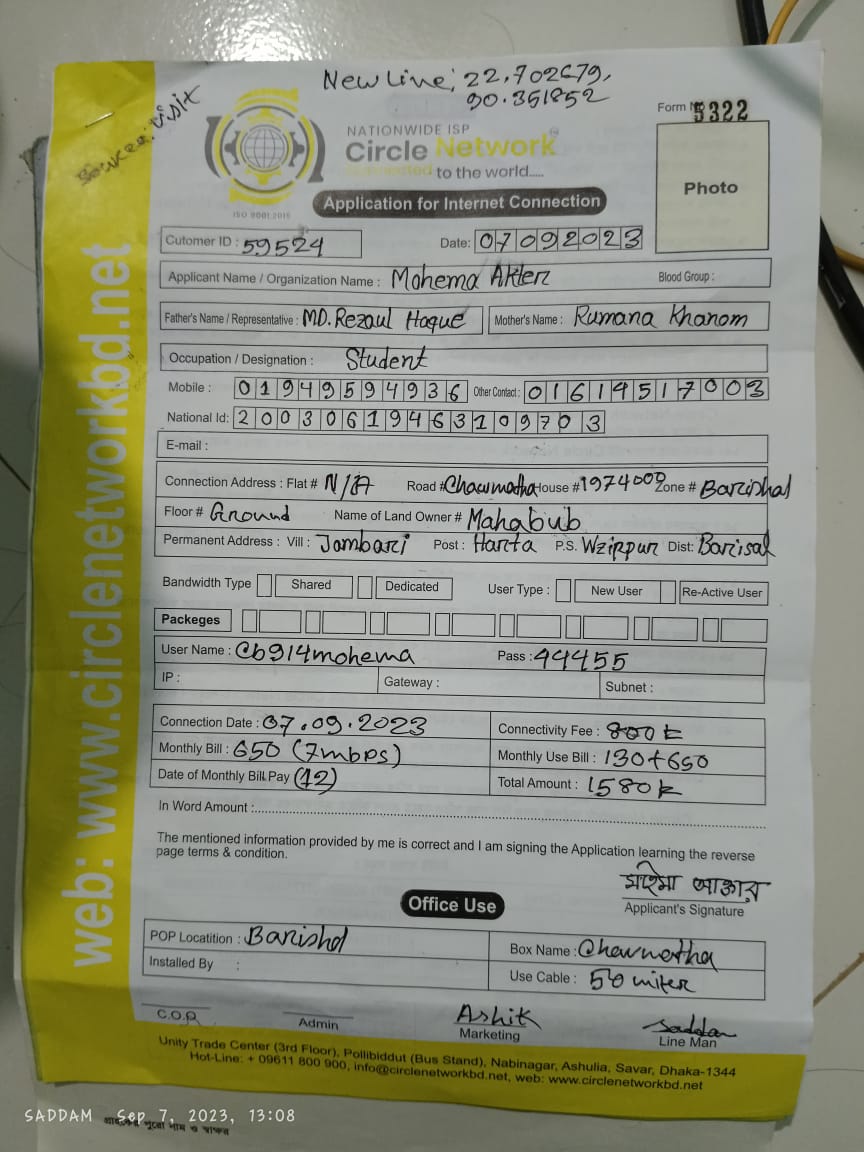 New Line; 22.702679,
90.351852
Source: visit
Form No 5322
NATIONWIDE ISP
Circle Network
to the world.....
ISO 9001:2015
Application for Internet Connection
Photo
Cutomer ID : 59524
Date: 07092023
Applicant Name / Organization Name : Mohema Akter
Blood Group :
Father's Name / Representative : MD. Rezaul Haque
Mother's Name : Rumana Khanom
Occupation / Designation : Student
Mobile : 01949594936 Other Contact : 01614517003
National Id: 20030619463109703
E-mail :
Connection Address : Flat # N/A Road # Chawmatha House # 1974000 Zone # Barishal
Floor # Ground Name of Land Owner # Mahabub
Permanent Address : Vill : Jambari Post : Harta P.S. Wzirpur Dist: Barisal
Bandwidth Type Shared Dedicated User Type : New User Re-Active User
Packeges
User Name : Cb914mohema Pass : 44455
IP : Gateway : Subnet :
Connection Date : 07.09.2023 Connectivity Fee : 800 tk
Monthly Bill : 650 (7mbps) Monthly Use Bill : 130+650
Date of Monthly Bill Pay (12) Total Amount : 1580 tk
In Word Amount :
The mentioned information provided by me is correct and I am signing the Application learning the reverse
page terms & condition.
মহিমা আক্তার
Applicant's Signature
Office Use
POP Locatition : Barishal Box Name : Chawmatha
Installed By : Use Cable : 50 miter
C.O.O Admin Ashik Marketing Saddam Line Man
Unity Trade Center (3rd Floor), Pollibiddut (Bus Stand), Nabinagar, Ashulia, Savar, Dhaka-1344
Hot-Line: + 09611 800 900, info@circlenetworkbd.net, web: www.circlenetworkbd.net
web: www.circlenetworkbd.net
SADDAM Sep 7, 2023, 13:08
পুরো নাম ও স্বাক্ষর